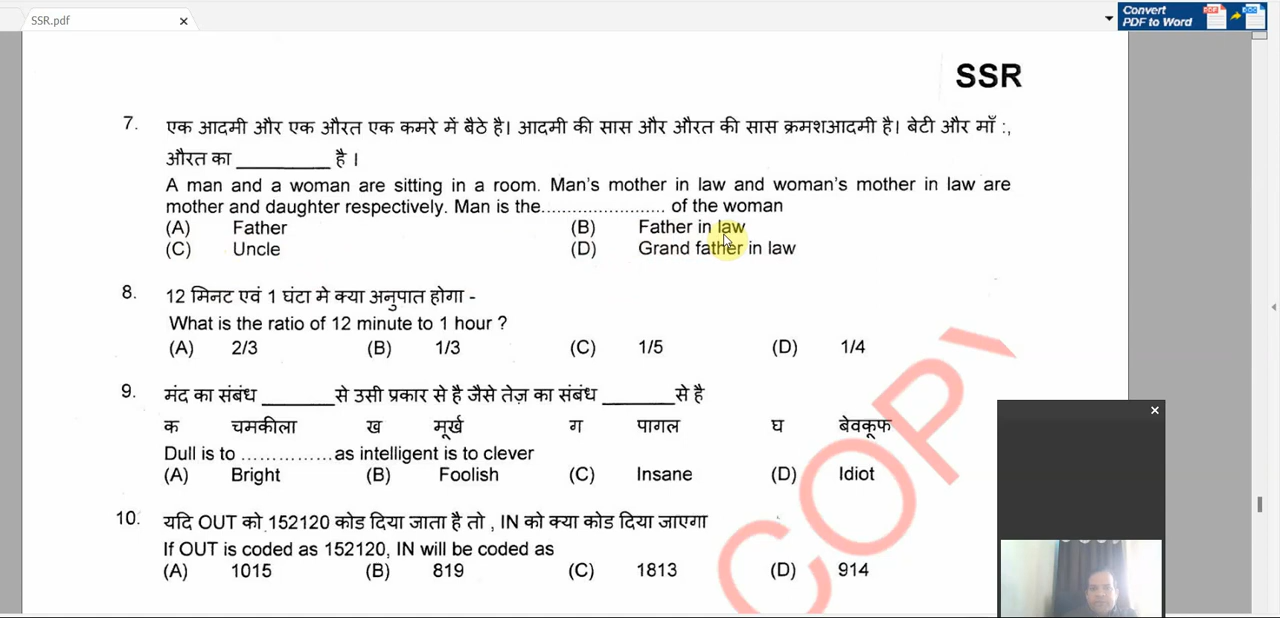 SSR.pdf
Convert
PDF to Word
SSR
7. एक आदमी और एक औरत एक कमरे में बैठे है। आदमी की सास और औरत की सास क्रमशआदमी है। बेटी और माँ :,
औरत का __________ है ।
A man and a woman are sitting in a room. Man's mother in law and woman's mother in law are
mother and daughter respectively. Man is the....................... of the woman
(A) Father (B) Father in law
(C) Uncle (D) Grand father in law
8. 12 मिनट एवं 1 घंटा मे क्या अनुपात होगा -
What is the ratio of 12 minute to 1 hour ?
(A) 2/3 (B) 1/3 (C) 1/5 (D) 1/4
9. मंद का संबंध ________से उसी प्रकार से है जैसे तेज़ का संबंध ________से है
क चमकीला ख मूर्ख ग पागल घ बेवकूफ
Dull is to ...............as intelligent is to clever
(A) Bright (B) Foolish (C) Insane (D) Idiot
10. यदि OUT को 152120 कोड दिया जाता है तो , IN को क्या कोड दिया जाएगा
If OUT is coded as 152120, IN will be coded as
(A) 1015 (B) 819 (C) 1813 (D) 914
COPY